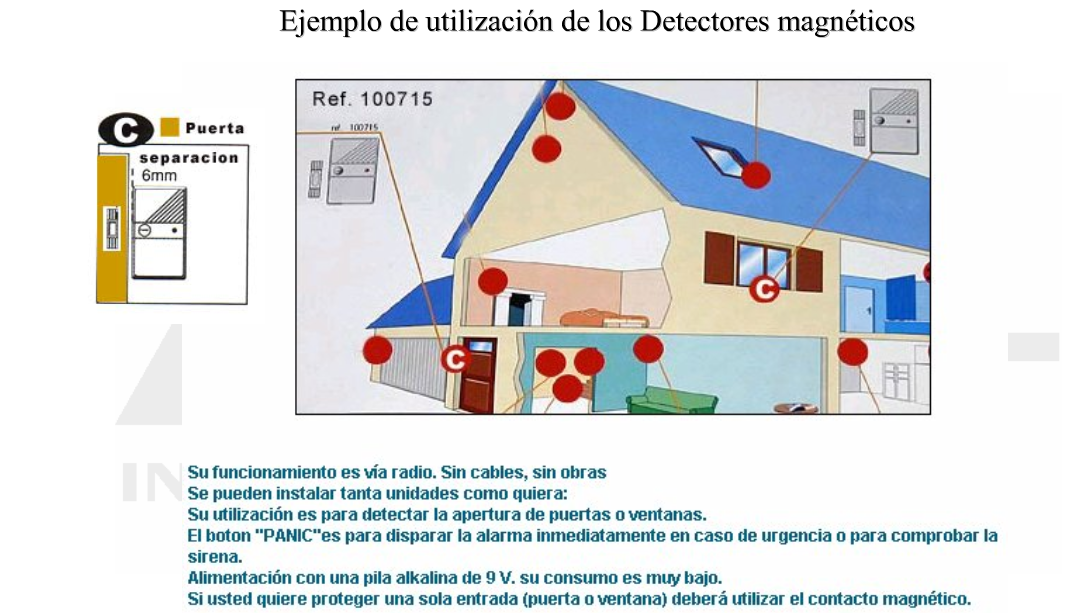 Ejemplo de utilización de los Detectores magnéticos
Ref. 100715
ref. 100715
C Puerta
separacion
6mm
C
C
Su funcionamiento es vía radio. Sin cables, sin obras
Se pueden instalar tanta unidades como quiera:
Su utilización es para detectar la apertura de puertas o ventanas.
El boton "PANIC"es para disparar la alarma inmediatamente en caso de urgencia o para comprobar la
sirena.
Alimentación con una pila alkalina de 9 V. su consumo es muy bajo.
Si usted quiere proteger una sola entrada (puerta o ventana) deberá utilizar el contacto magnético.
IN